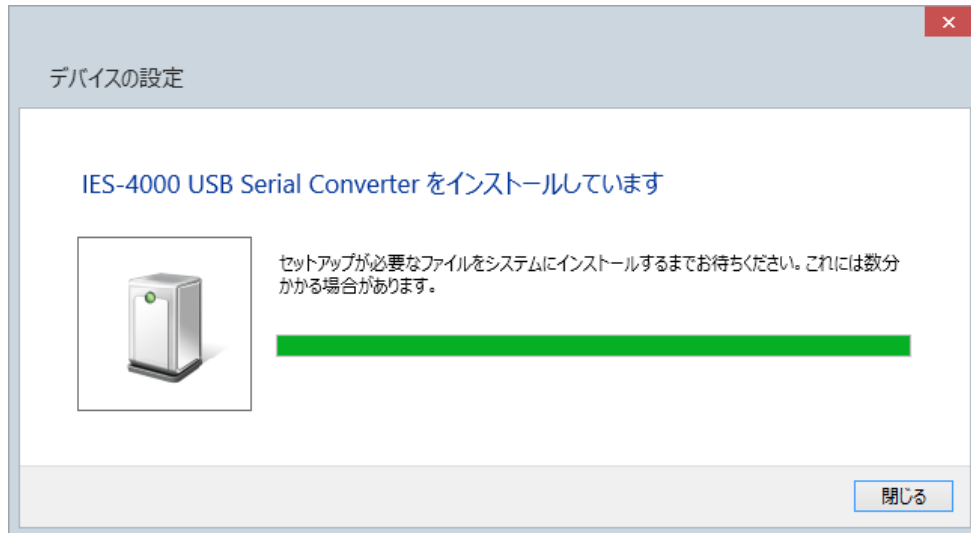 デバイスの設定
IES-4000 USB Serial Converter をインストールしています
セットアップが必要なファイルをシステムにインストールするまでお待ちください。これには数分
かかる場合があります。
閉じる